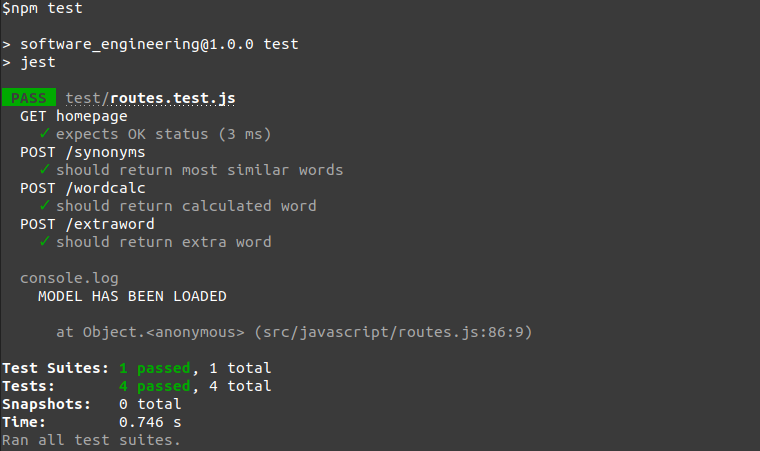 $npm test
> software_engineering@1.0.0 test
> jest
PASS test/routes.test.js
GET homepage
✓ expects OK status (3 ms)
POST /synonyms
✓ should return most similar words
POST /wordcalc
✓ should return calculated word
POST /extraword
✓ should return extra word
console.log
MODEL HAS BEEN LOADED
at Object.<anonymous> (src/javascript/routes.js:86:9)
Test Suites: 1 passed, 1 total
Tests: 4 passed, 4 total
Snapshots: 0 total
Time: 0.746 s
Ran all test suites.